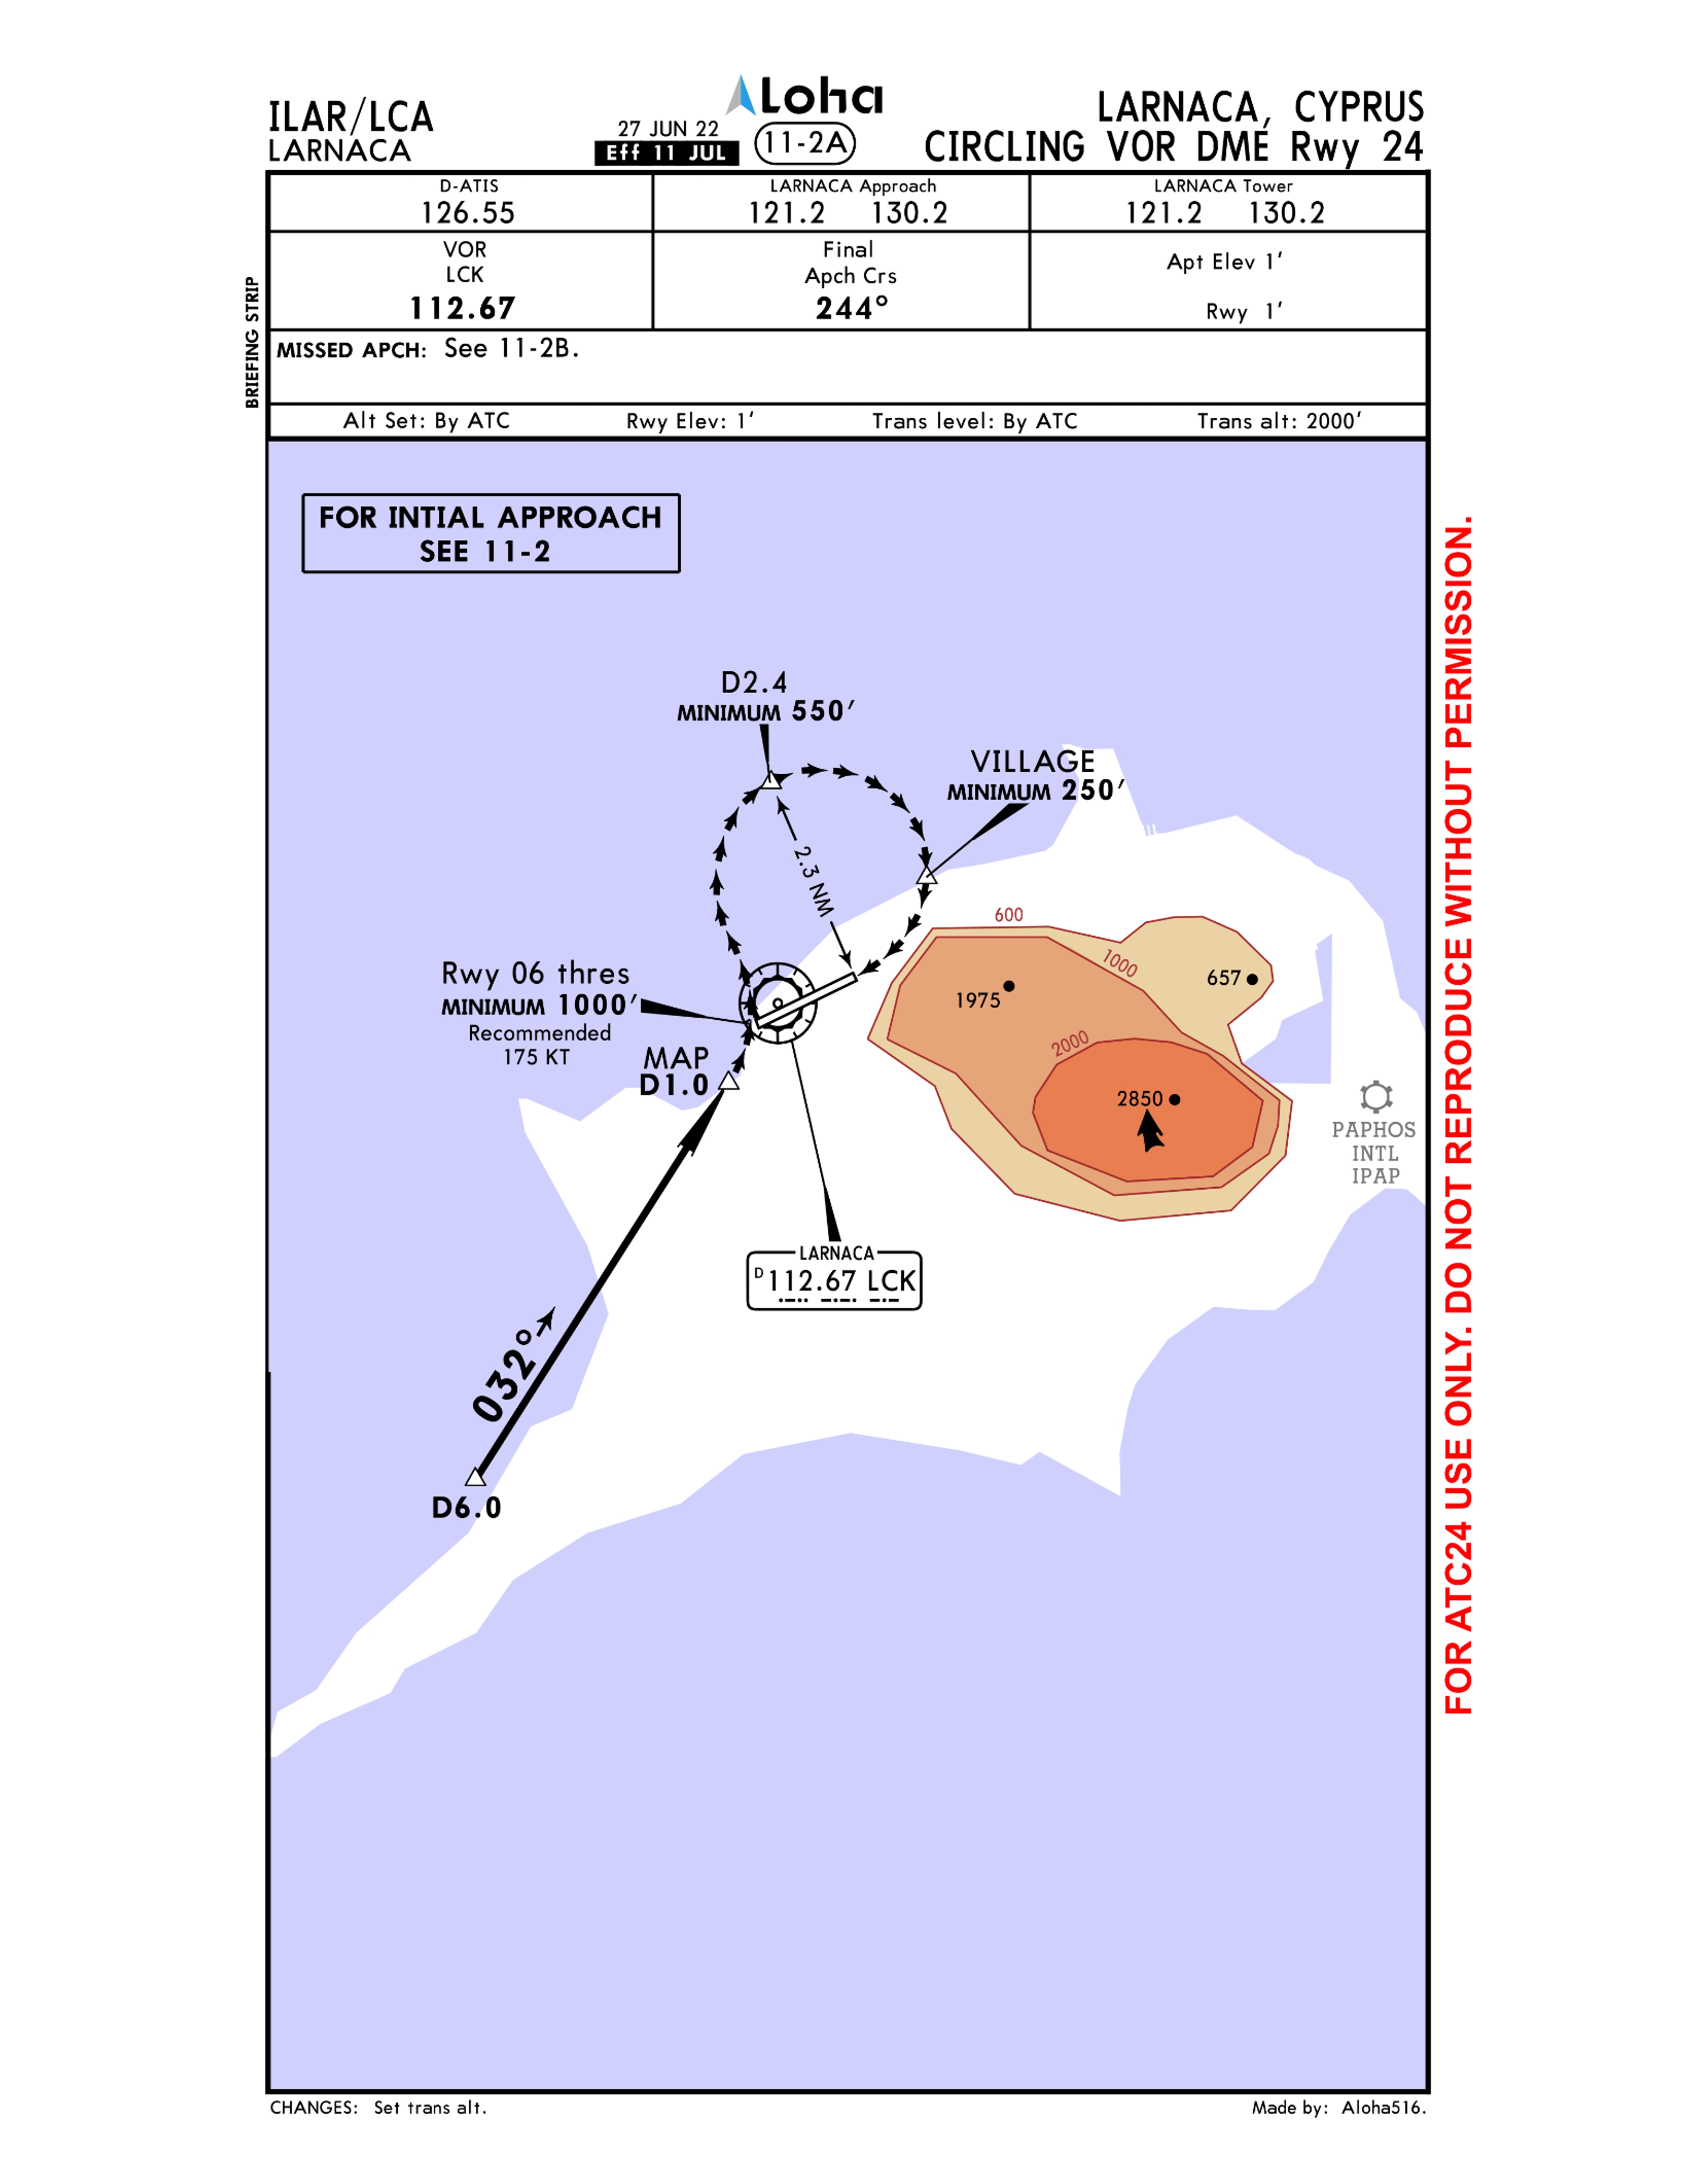 ILAR/LCA
LARNACA
27 JUN 22
Eff 11 JUL
Loha
11-2A
LARNACA, CYPRUS
CIRCLING VOR DME Rwy 24
BRIEFING STRIP
D-ATIS
126.55
LARNACA Approach
121.2 130.2
LARNACA Tower
121.2 130.2
VOR
LCK
112.67
Final
Apch Crs
244°
Apt Elev 1'
Rwy 1'
MISSED APCH: See 11-2B.
Alt Set: By ATC Rwy Elev: 1' Trans level: By ATC Trans alt: 2000'
FOR INTIAL APPROACH
SEE 11-2
D2.4
MINIMUM 550'
VILLAGE
MINIMUM 250'
2.3 NM
600
1000
657
1975
Rwy 06 thres
MINIMUM 1000'
Recommended
175 KT
MAP
D1.0
2000
2850
PAPHOS
INTL
IPAP
LARNACA
D 112.67 LCK
032°
D6.0
FOR ATC24 USE ONLY. DO NOT REPRODUCE WITHOUT PERMISSION.
CHANGES: Set trans alt.
Made by: Aloha516.